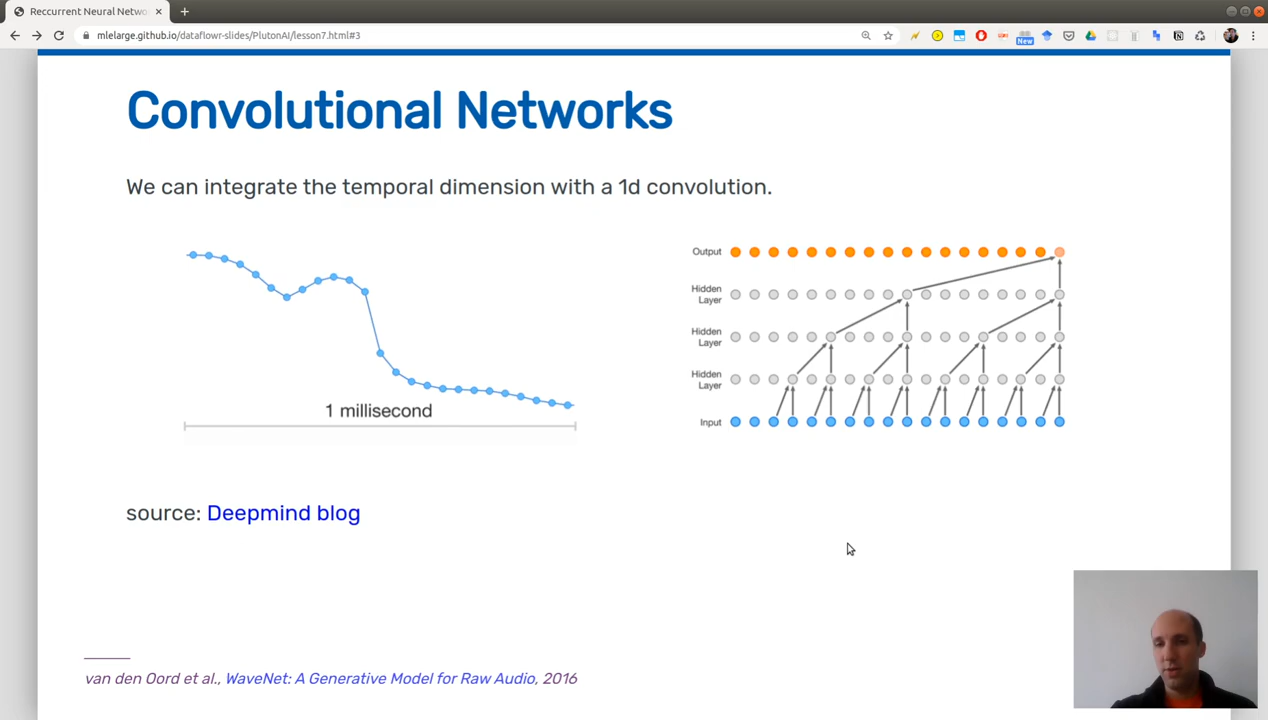 Reccurrent Neural Netwo
mlelarge.github.io/dataflowr-slides/PlutonAI/lesson7.html#3
New
Convolutional Networks
We can integrate the temporal dimension with a 1d convolution.
1 millisecond
Output
Hidden
Layer
Hidden
Layer
Hidden
Layer
Input
source: Deepmind blog
van den Oord et al., WaveNet: A Generative Model for Raw Audio, 2016